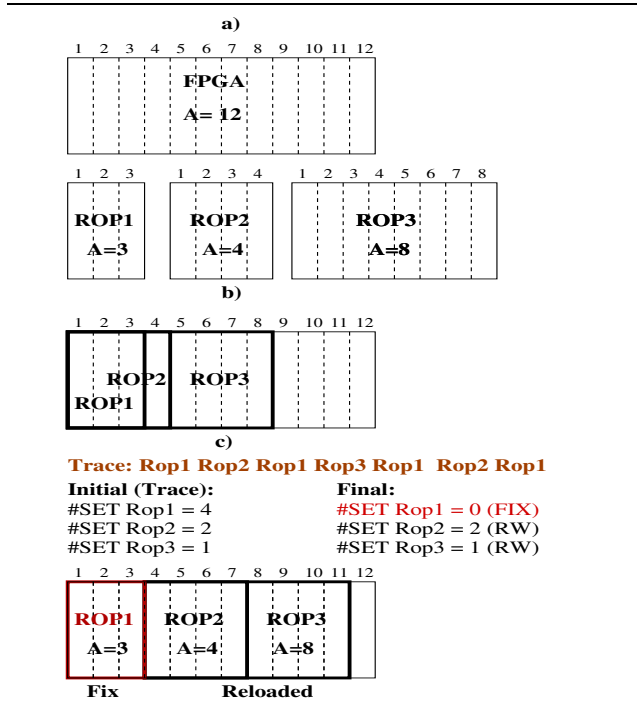 a)
1 2 3 4 5 6 7 8 9 10 11 12
FPGA
A= 12
1 2 3 1 2 3 4 1 2 3 4 5 6 7 8
ROP1 ROP2 ROP3
A=3 A=4 A=8
b)
1 2 3 4 5 6 7 8 9 10 11 12
ROP2 ROP3
ROP1
c)
Trace: Rop1 Rop2 Rop1 Rop3 Rop1 Rop2 Rop1
Initial (Trace): Final:
#SET Rop1 = 4 #SET Rop1 = 0 (FIX)
#SET Rop2 = 2 #SET Rop2 = 2 (RW)
#SET Rop3 = 1 #SET Rop3 = 1 (RW)
1 2 3 4 5 6 7 8 9 10 11 12
ROP1 ROP2 ROP3
A=3 A=4 A=8
Fix Reloaded